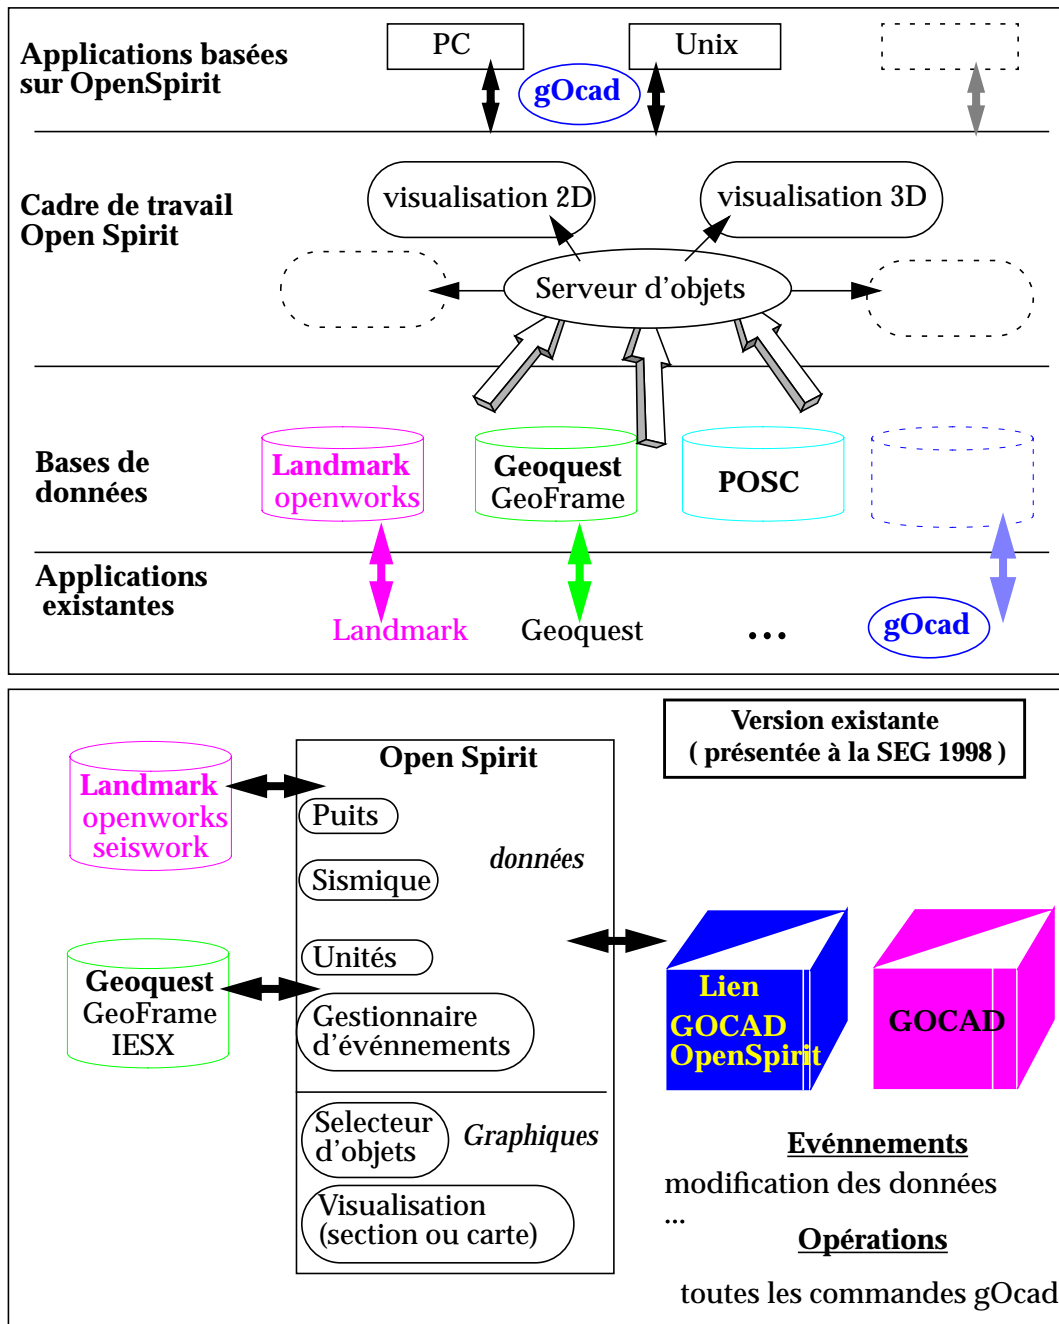 Applications basées
sur OpenSpirit
PC
Unix
gOcad
Cadre de travail
Open Spirit
visualisation 2D
visualisation 3D
Serveur d'objets
Bases de
données
Landmark
openworks
Geoquest
GeoFrame
POSC
Applications
existantes
Landmark
Geoquest
...
gOcad
Version existante
( présentée à la SEG 1998 )
Landmark
openworks
seiswork
Geoquest
GeoFrame
IESX
Open Spirit
Puits
données
Sismique
Unités
Gestionnaire
d'événnements
Selecteur
d'objets
Graphiques
Visualisation
(section ou carte)
Lien
GOCAD
OpenSpirit
GOCAD
Evénnements
modification des données
...
Opérations
toutes les commandes gOcad